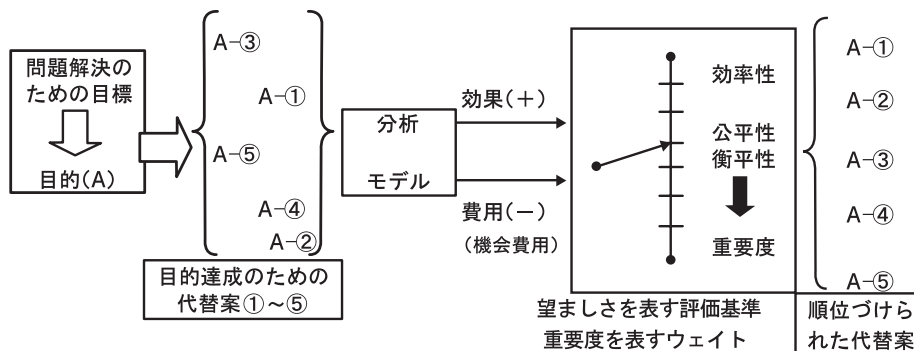 問題解決の
ための目標
目的(A)
A-③
A-①
A-⑤
A-④
A-②
目的達成のための
代替案①～⑤
分析
モデル
効果(＋)
費用(－)
(機会費用)
効率性
公平性
衡平性
重要度
望ましさを表す評価基準
重要度を表すウェイト
A-①
A-②
A-③
A-④
A-⑤
順位づけら
れた代替案